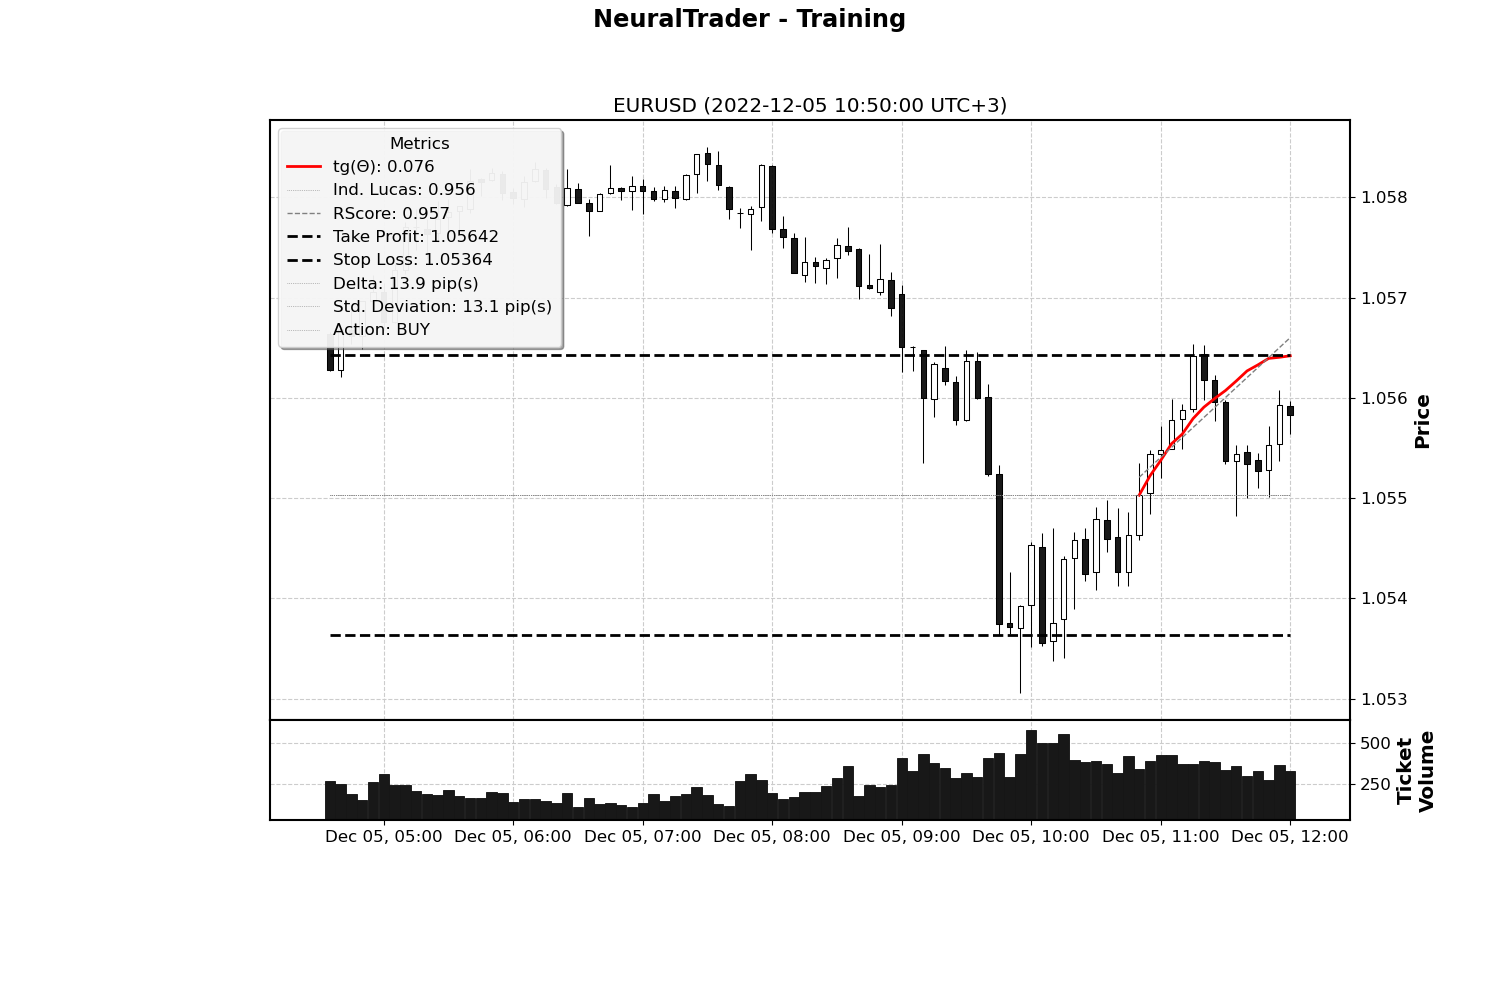 NeuralTrader - Training
EURUSD (2022-12-05 10:50:00 UTC+3)
Metrics
tg(Θ): 0.076
Ind. Lucas: 0.956
RScore: 0.957
Take Profit: 1.05642
Stop Loss: 1.05364
Delta: 13.9 pip(s)
Std. Deviation: 13.1 pip(s)
Action: BUY
1.058
1.057
1.056
1.055
1.054
1.053
Price
500
250
Ticket
Volume
Dec 05, 05:00 Dec 05, 06:00 Dec 05, 07:00 Dec 05, 08:00 Dec 05, 09:00 Dec 05, 10:00 Dec 05, 11:00 Dec 05, 12:00